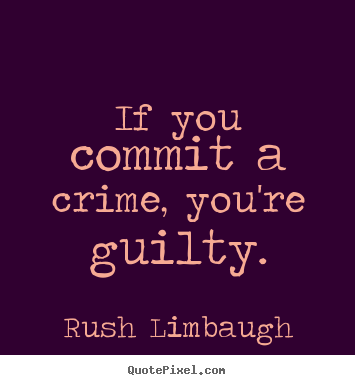 If you
commit a
crime, you're
guilty.
Rush Limbaugh
QuotePixel.com